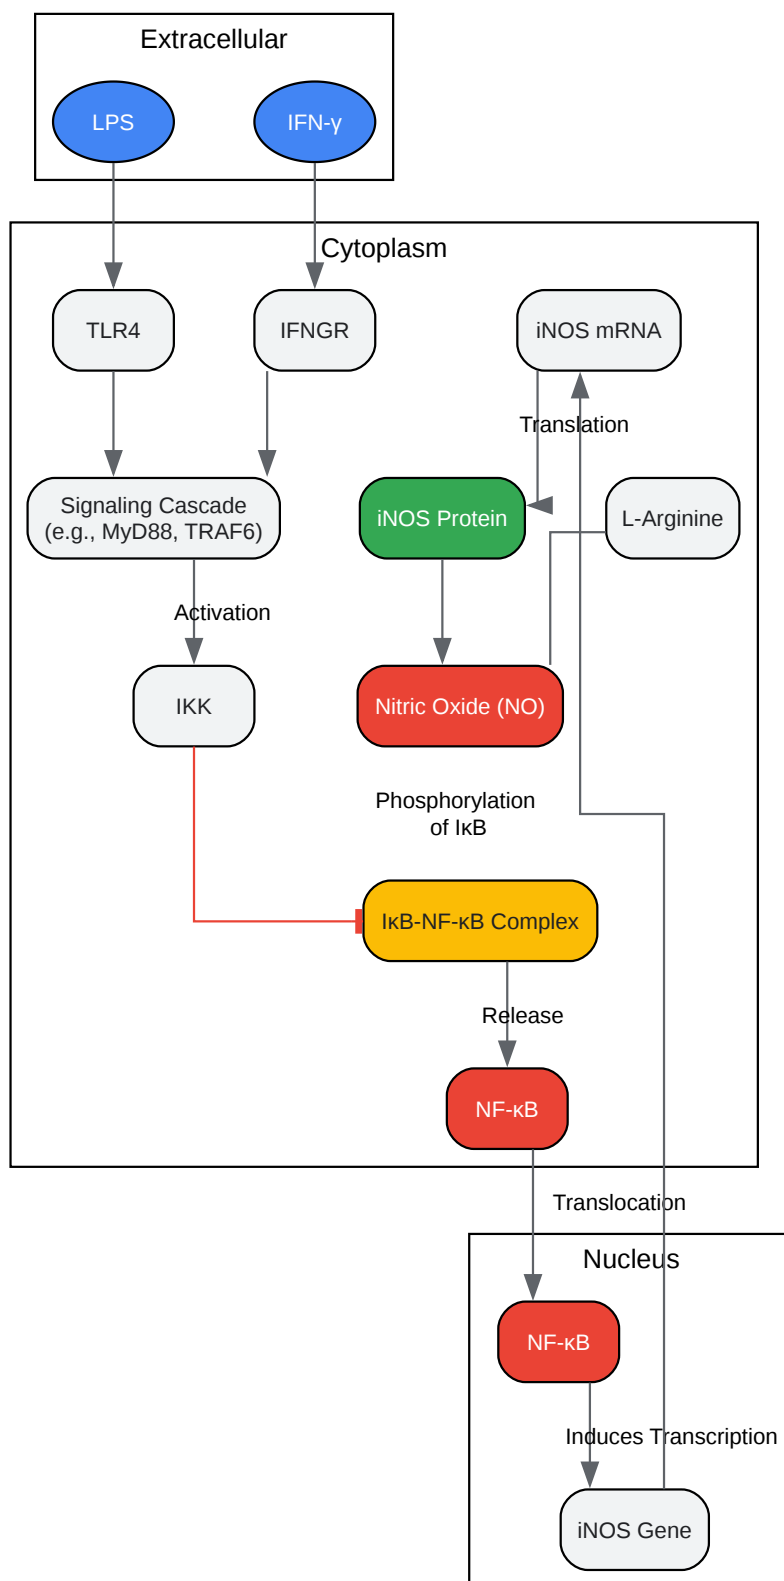 Extracellular
LPS
IFN-γ
Cytoplasm
TLR4
IFNGR
iNOS mRNA
Translation
Signaling Cascade
(e.g., MyD88, TRAF6)
iNOS Protein
L-Arginine
Activation
IKK
Nitric Oxide (NO)
Phosphorylation
of IκB
IκB-NF-κB Complex
Release
NF-κB
Translocation
Nucleus
NF-κB
Induces Transcription
iNOS Gene